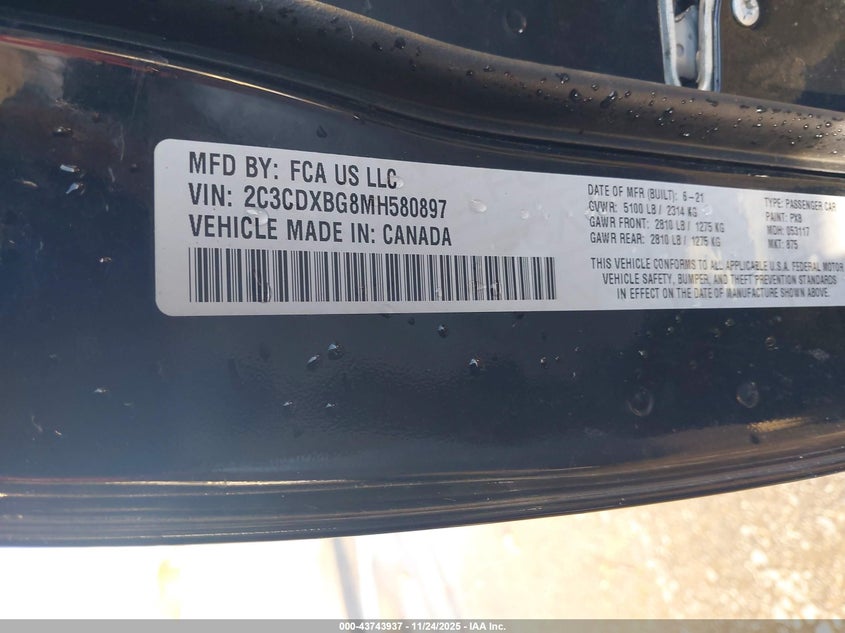 MFD BY: FCA US LLC
VIN: 2C3CDXBG8MH580897
VEHICLE MADE IN: CANADA
DATE OF MFR (BUILT): 6-21
GVWR: 5100 LB / 2314 KG
GAWR FRONT: 2810 LB / 1275 KG
GAWR REAR: 2810 LB / 1275 KG
TYPE: PASSENGER CAR
PAINT: PX8
MDH: 053117
MKT: 875
THIS VEHICLE CONFORMS TO ALL APPLICABLE U.S.A. FEDERAL MOTOR
VEHICLE SAFETY, BUMPER, AND THEFT PREVENTION STANDARDS
IN EFFECT ON THE DATE OF MANUFACTURE SHOWN ABOVE.
000-43743937 - 11/24/2025 - IAA Inc.